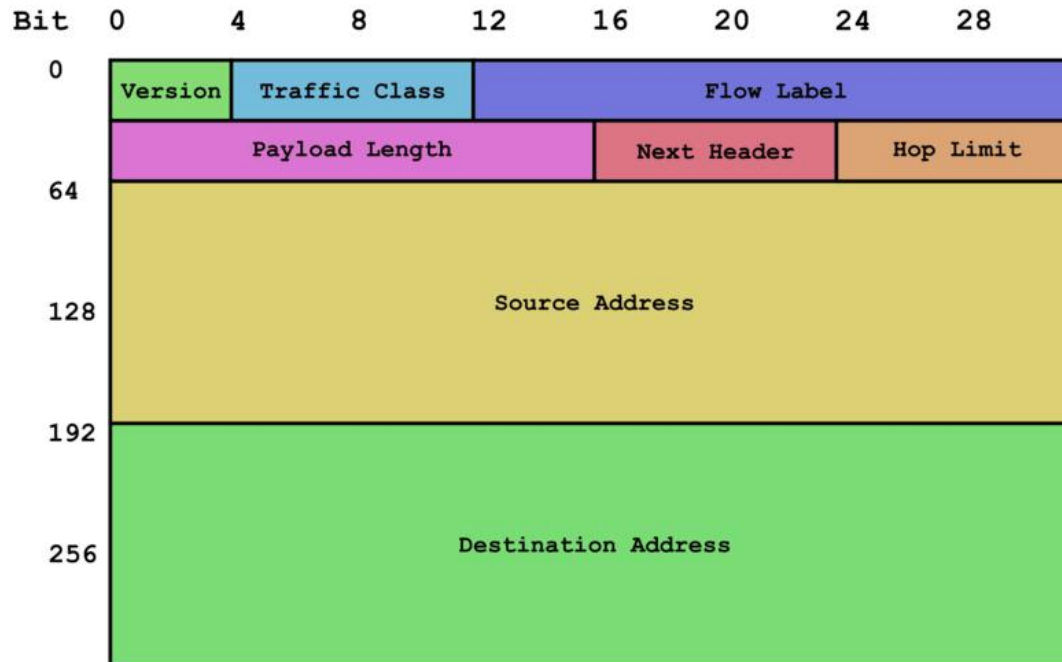 Bit 0 4 8 12 16 20 24 28
0
Version Traffic Class Flow Label
Payload Length Next Header Hop Limit
64
128 Source Address
192
256 Destination Address